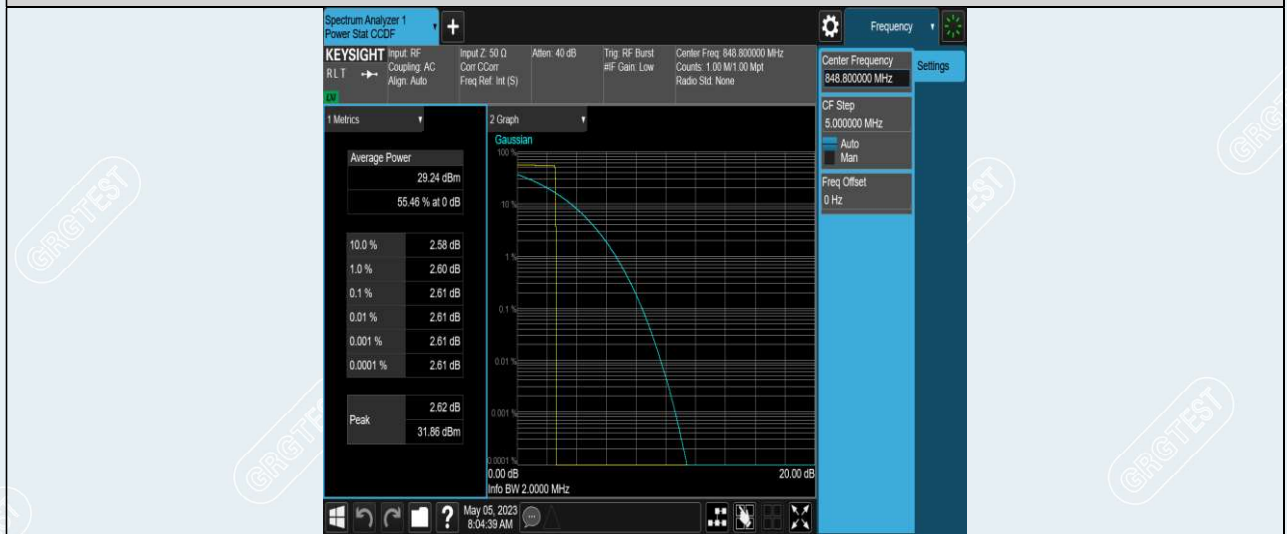 Spectrum Analyzer 1
Power Stat CCDF
+
Frequency
KEYSIGHT
RLT
Input: RF
Coupling: AC
Align: Auto
Input Z: 50 Ω
Corr CCorr
Freq Ref: Int (S)
Atten: 40 dB
Trig: RF Burst
#IF Gain: Low
Center Freq: 848.800000 MHz
Counts: 1.00 M/1.00 Mpt
Radio Std: None
Center Frequency
848.800000 MHz
Settings
CF Step
5.000000 MHz
Auto
Man
Freq Offset
0 Hz
1 Metrics
Average Power
29.24 dBm
55.46 % at 0 dB
10.0 % 2.58 dB
1.0 % 2.60 dB
0.1 % 2.61 dB
0.01 % 2.61 dB
0.001 % 2.61 dB
0.0001 % 2.61 dB
Peak
2.62 dB
31.86 dBm
2 Graph
Gaussian
100 %
10 %
1 %
0.1 %
0.01 %
0.001 %
0.0001 %
0.00 dB 20.00 dB
Info BW 2.0000 MHz
?
May 05, 2023
8:04:39 AM
GRGTEST
GRGTEST
GRGTEST
GRGTEST